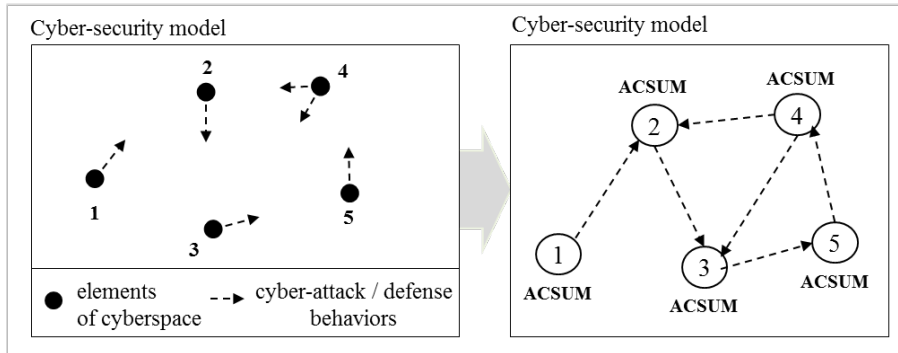 Cyber-security model
2
4
1
3
5
elements
of cyberspace
cyber-attack / defense
behaviors
Cyber-security model
ACSUM
ACSUM
2
4
1
3
5
ACSUM
ACSUM
ACSUM